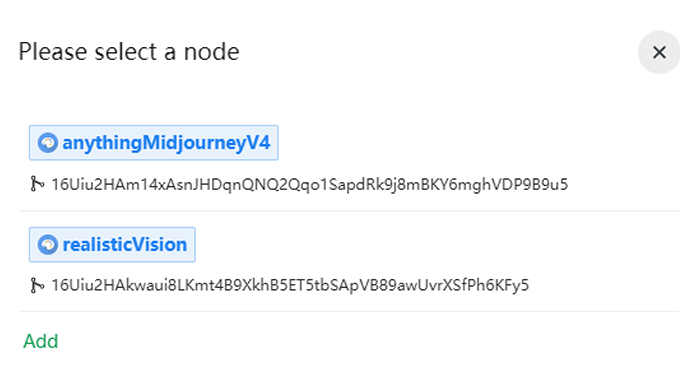 Please select a node
anythingMidjourneyV4
16Uiu2HAm14xAsnJHDqnQNQ2Qqo1SapdRk9j8mBKY6mghVDP9B9u5
realisticVision
16Uiu2HAkwaui8LKmt4B9XkhB5ET5tbSApVB89awUvrXSfPh6KFy5
Add